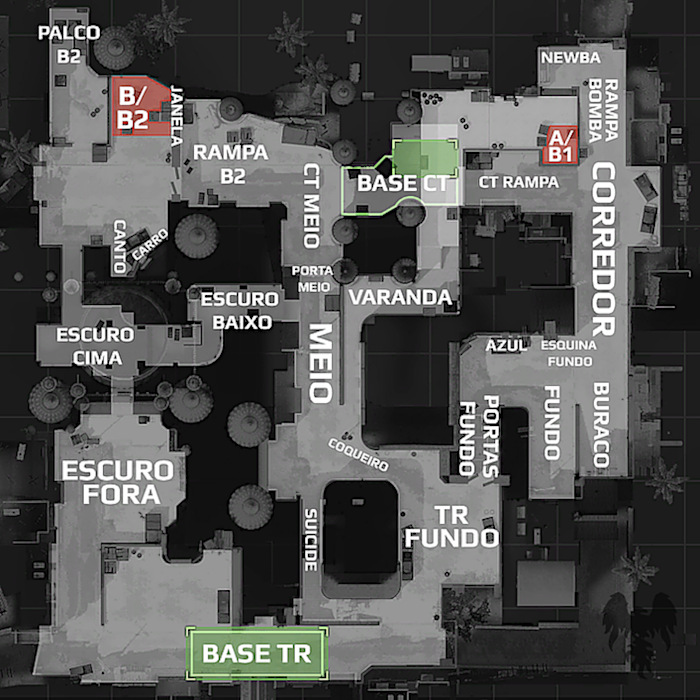 PALCO
B2
NEWBA
B/
B2
JANELA
RAMPA
BOMBA
A/
B1
RAMPA
B2
CT MEIO
BASE CT
CT RAMPA
CORREDOR
CANTO
CARRO
PORTA
MEIO
ESCURO
BAIXO
VARANDA
ESCURO
CIMA
MEIO
AZUL
ESQUINA
FUNDO
PORTAS
FUNDO
FUNDO
BURACO
COQUEIRO
ESCURO
FORA
SUICIDE
TR
FUNDO
BASE TR